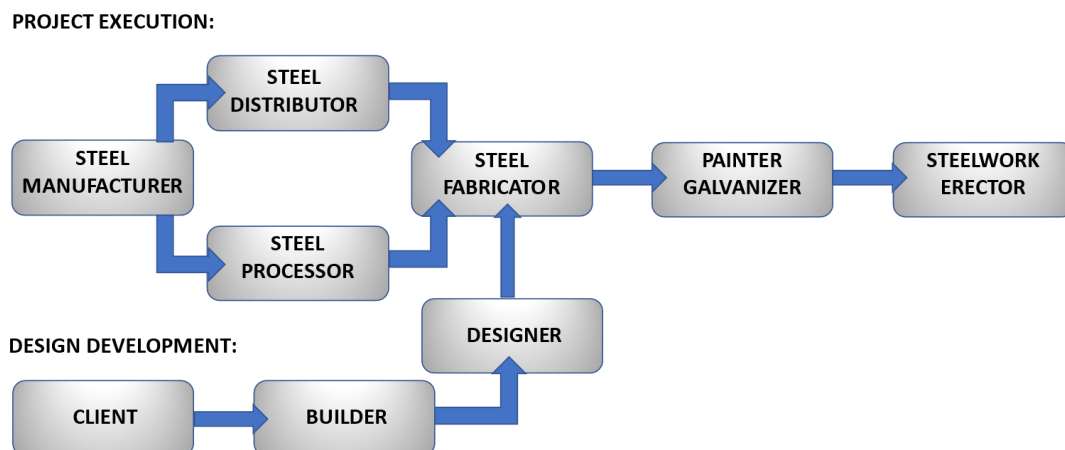 PROJECT EXECUTION:
STEEL
DISTRIBUTOR
STEEL
MANUFACTURER
STEEL
FABRICATOR
PAINTER
GALVANIZER
STEELWORK
ERECTOR
STEEL
PROCESSOR
DESIGNER
DESIGN DEVELOPMENT:
CLIENT
BUILDER